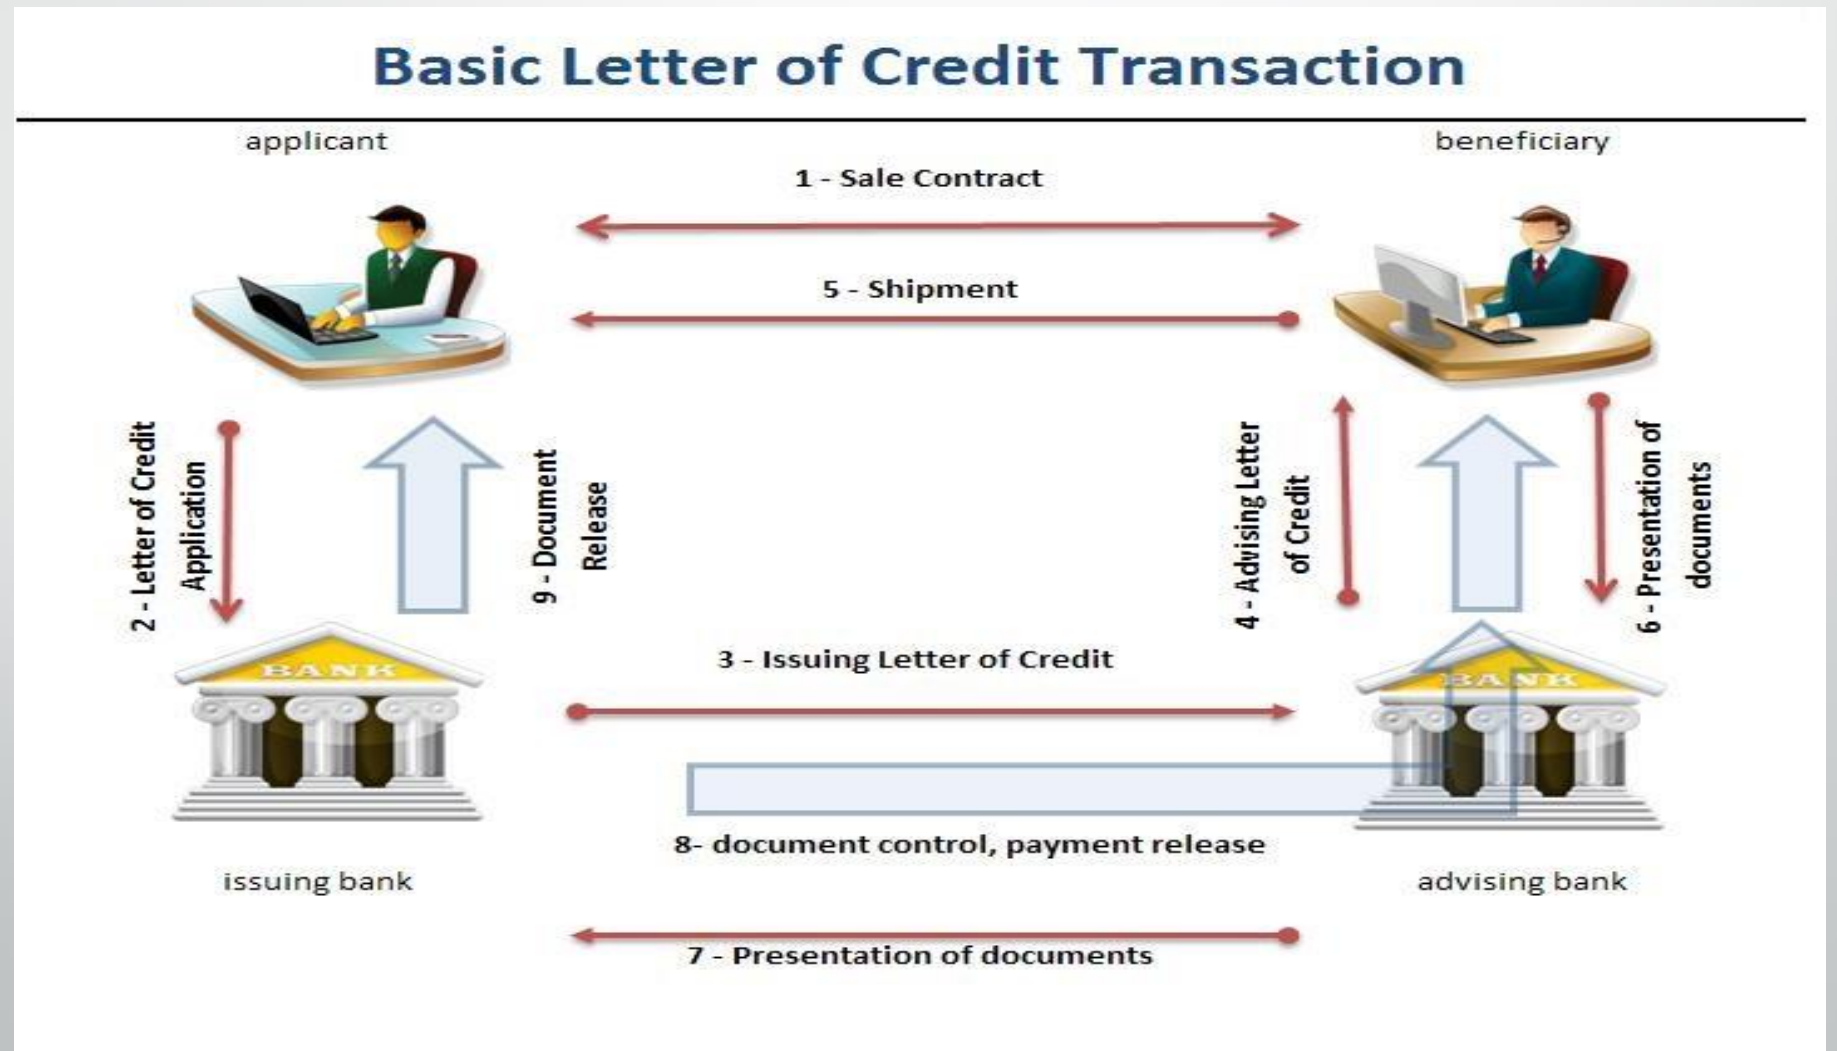 Basic Letter of Credit Transaction
applicant
beneficiary
1 - Sale Contract
5 - Shipment
2 - Letter of Credit
Application
9 - Document
Release
4 - Advising Letter
of Credit
6 - Presentation of
documents
BANK
3 - Issuing Letter of Credit
BANK
8- document control, payment release
issuing bank
advising bank
7 - Presentation of documents